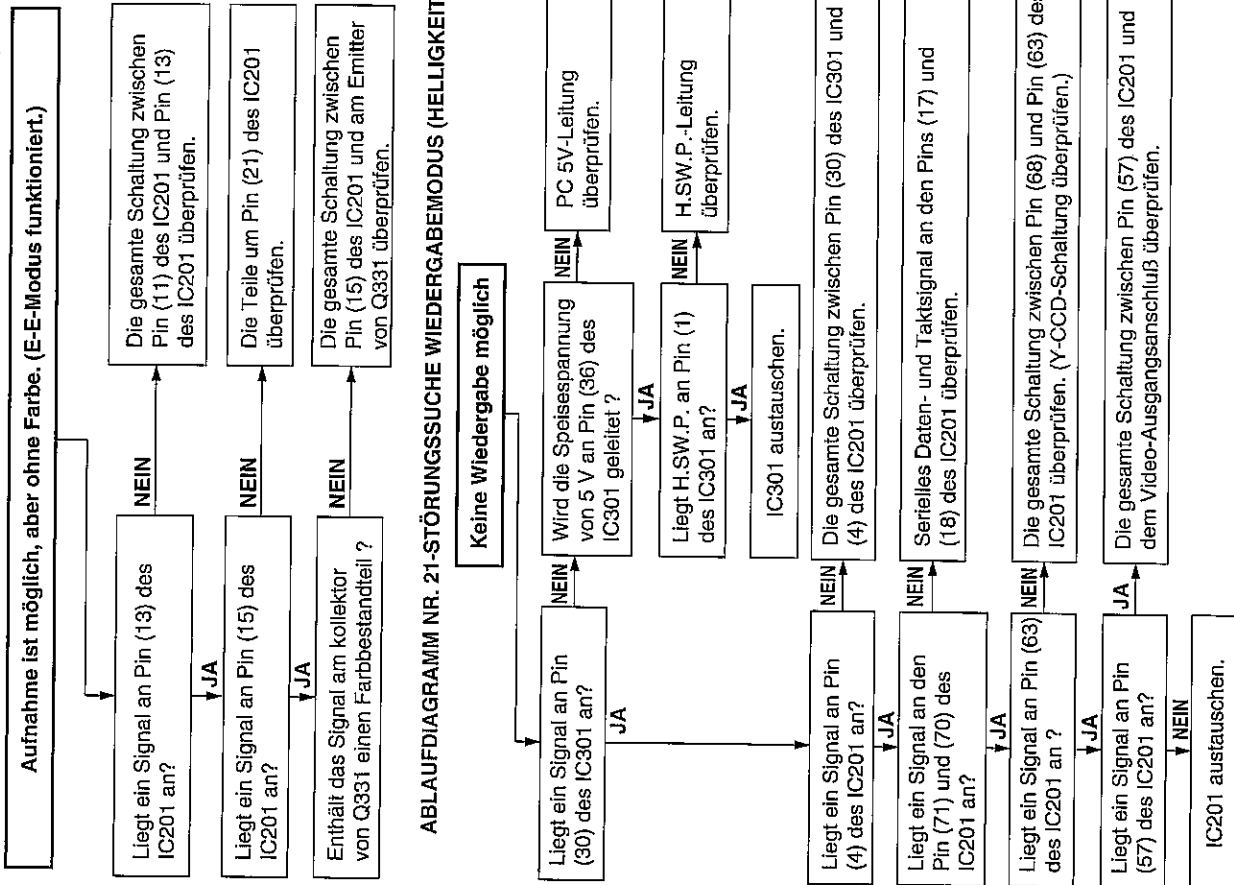 Aufnahme ist möglich, aber ohne Farbe. (E-E-Modus funktioniert.)
Liegt ein Signal an Pin (13) des
IC201 an?
NEIN
Die gesamte Schaltung zwischen
Pin (11) des IC201 und Pin (13)
des IC201 überprüfen.
JA
Liegt ein Signal an Pin (15) des
IC201 an?
NEIN
Die Teile um Pin (21) des IC201
überprüfen.
JA
Enthält das Signal am kollektor
von Q331 einen Farbbestandteil ?
NEIN
Die gesamte Schaltung zwischen
Pin (15) des IC201 und am Emitter
von Q331 überprüfen.
ABLAUFDIAGRAMM NR. 21-STÖRUNGSSUCHE WIEDERGABEMODUS (HELLIGKEIT
Keine Wiedergabe möglich
Liegt ein Signal an Pin
(30) des IC301 an?
NEIN
Wird die Speisespannung
von 5 V an Pin (36) des
IC301 geleitet ?
NEIN
PC 5V-Leitung
überprüfen.
JA
Liegt H.SW.P. an Pin (1)
des IC301 an?
NEIN
H.SW.P.-Leitung
überprüfen.
JA
IC301 austauschen.
JA
Liegt ein Signal an Pin
(4) des IC201 an?
NEIN
Die gesamte Schaltung zwischen Pin (30) des IC301 und
(4) des IC201 überprüfen.
JA
Liegt ein Signal an den
Pin (71) und (70) des
IC201 an?
NEIN
Serielles Daten- und Taktsignal an den Pins (17) und
(18) des IC201 überprüfen.
JA
Liegt ein Signal an Pin (63)
des IC201 an ?
NEIN
Die gesamte Schaltung zwischen Pin (68) und Pin (63) des
IC201 überprüfen. (Y-CCD-Schaltung überprüfen.)
JA
Liegt ein Signal an Pin
(57) des IC201 an?
JA
Die gesamte Schaltung zwischen Pin (57) des IC201 und
dem Video-Ausgangsanschluß überprüfen.
NEIN
IC201 austauschen.